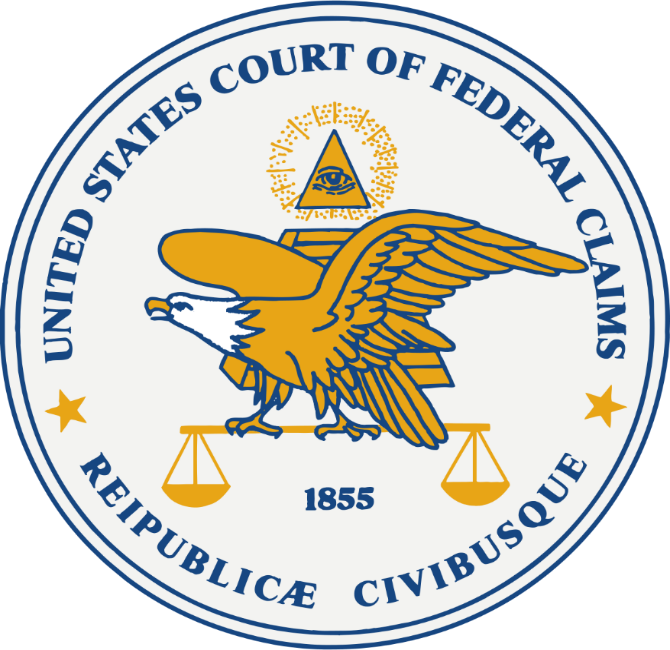 UNITED STATES COURT OF FEDERAL CLAIMS
1855
REIPUBLICÆ CIVIBUSQUE